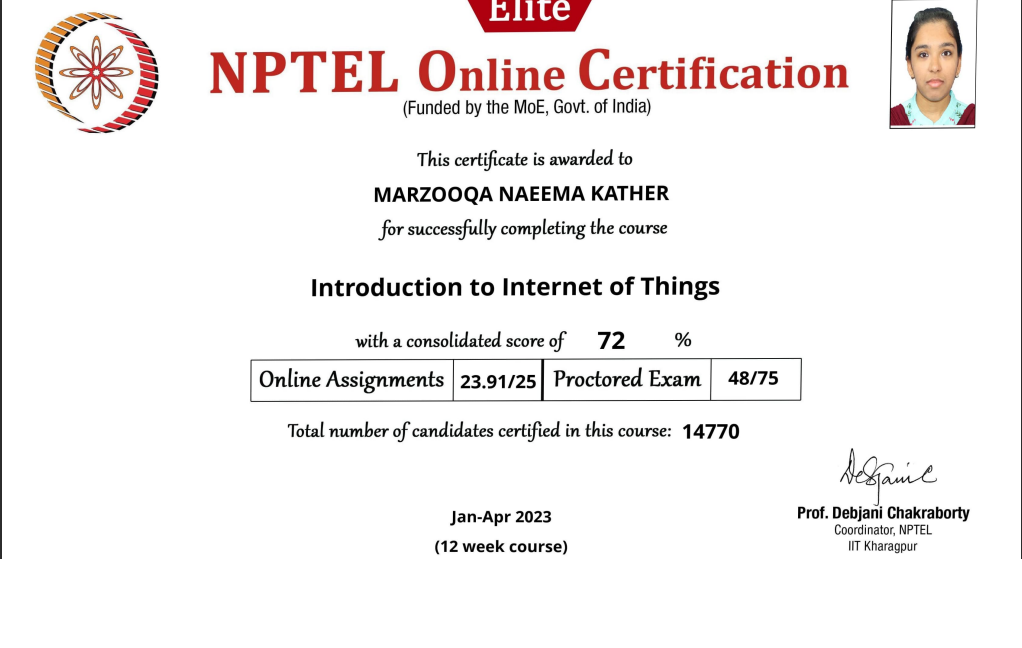 Elite
NPTEL Online Certification
(Funded by the MoE, Govt. of India)
This certificate is awarded to
MARZOOQA NAEEMA KATHER
for successfully completing the course
Introduction to Internet of Things
with a consolidated score of 72 %
Online Assignments 23.91/25 Proctored Exam 48/75
Total number of candidates certified in this course: 14770
Prof. Debjani Chakraborty
Coordinator, NPTEL
IIT Kharagpur
Jan-Apr 2023
(12 week course)